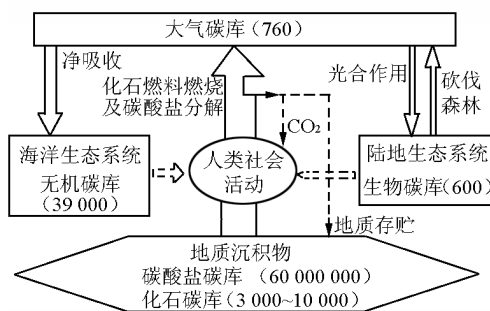 大气碳库(760)
净吸收
化石燃料燃烧
及碳酸盐分解
光合作用
砍伐
森林
CO₂
海洋生态系统
无机碳库
(39 000)
人类社会
活动
陆地生态系统
生物碳库(600)
地质存贮
地质沉积物
碳酸盐碳库 (60 000 000)
化石碳库(3 000~10 000)